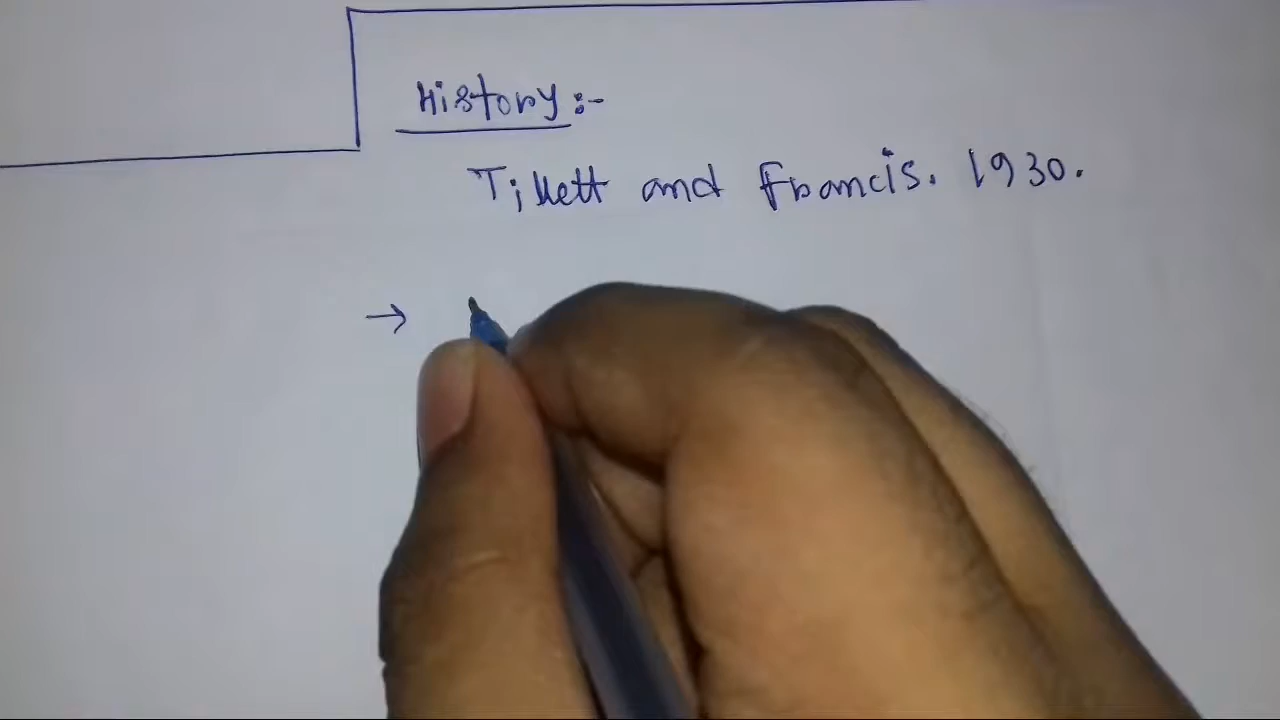 History :-
Tillett and Francis. 1930.
→